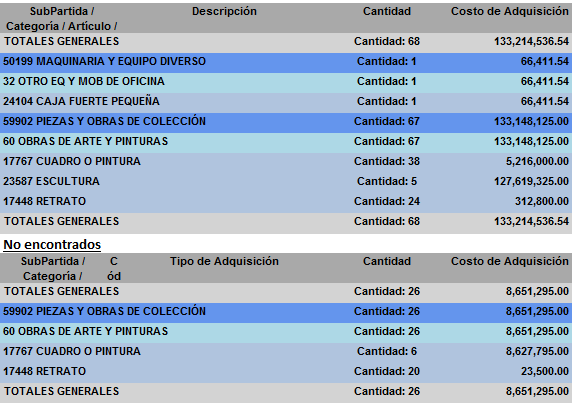 SubPartida / Descripción Cantidad Costo de Adquisición
Categoría / Artículo /
TOTALES GENERALES Cantidad: 68 133,214,536.54
50199 MAQUINARIA Y EQUIPO DIVERSO Cantidad: 1 66,411.54
32 OTRO EQ Y MOB DE OFICINA Cantidad: 1 66,411.54
24104 CAJA FUERTE PEQUEÑA Cantidad: 1 66,411.54
59902 PIEZAS Y OBRAS DE COLECCIÓN Cantidad: 67 133,148,125.00
60 OBRAS DE ARTE Y PINTURAS Cantidad: 67 133,148,125.00
17767 CUADRO O PINTURA Cantidad: 38 5,216,000.00
23587 ESCULTURA Cantidad: 5 127,619,325.00
17448 RETRATO Cantidad: 24 312,800.00
TOTALES GENERALES Cantidad: 68 133,214,536.54
No encontrados
SubPartida / C Tipo de Adquisición Cantidad Costo de Adquisición
Categoría / ód
TOTALES GENERALES Cantidad: 26 8,651,295.00
59902 PIEZAS Y OBRAS DE COLECCIÓN Cantidad: 26 8,651,295.00
60 OBRAS DE ARTE Y PINTURAS Cantidad: 26 8,651,295.00
17767 CUADRO O PINTURA Cantidad: 6 8,627,795.00
17448 RETRATO Cantidad: 20 23,500.00
TOTALES GENERALES Cantidad: 26 8,651,295.00